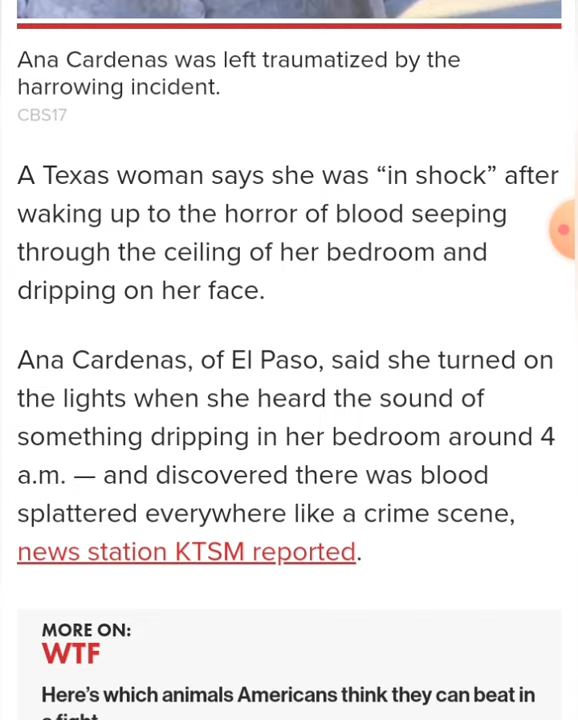 Ana Cardenas was left traumatized by the
harrowing incident.
CBS17
A Texas woman says she was “in shock” after
waking up to the horror of blood seeping
through the ceiling of her bedroom and
dripping on her face.
Ana Cardenas, of El Paso, said she turned on
the lights when she heard the sound of
something dripping in her bedroom around 4
a.m. — and discovered there was blood
splattered everywhere like a crime scene,
news station KTSM reported.
MORE ON:
WTF
Here’s which animals Americans think they can beat in
a fight